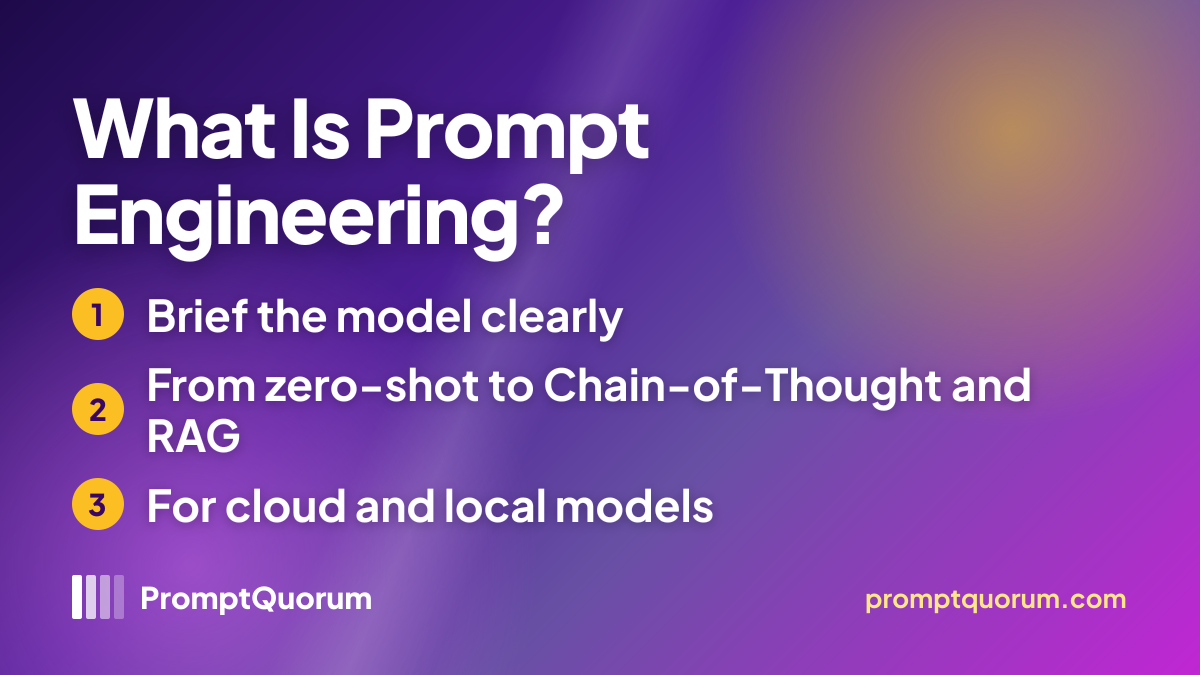 What Is Prompt
Engineering?
1 Brief the model clearly
2 From zero-shot to Chain-of-Thought and
RAG
3 For cloud and local models
PromptQuorum
promptquorum.com